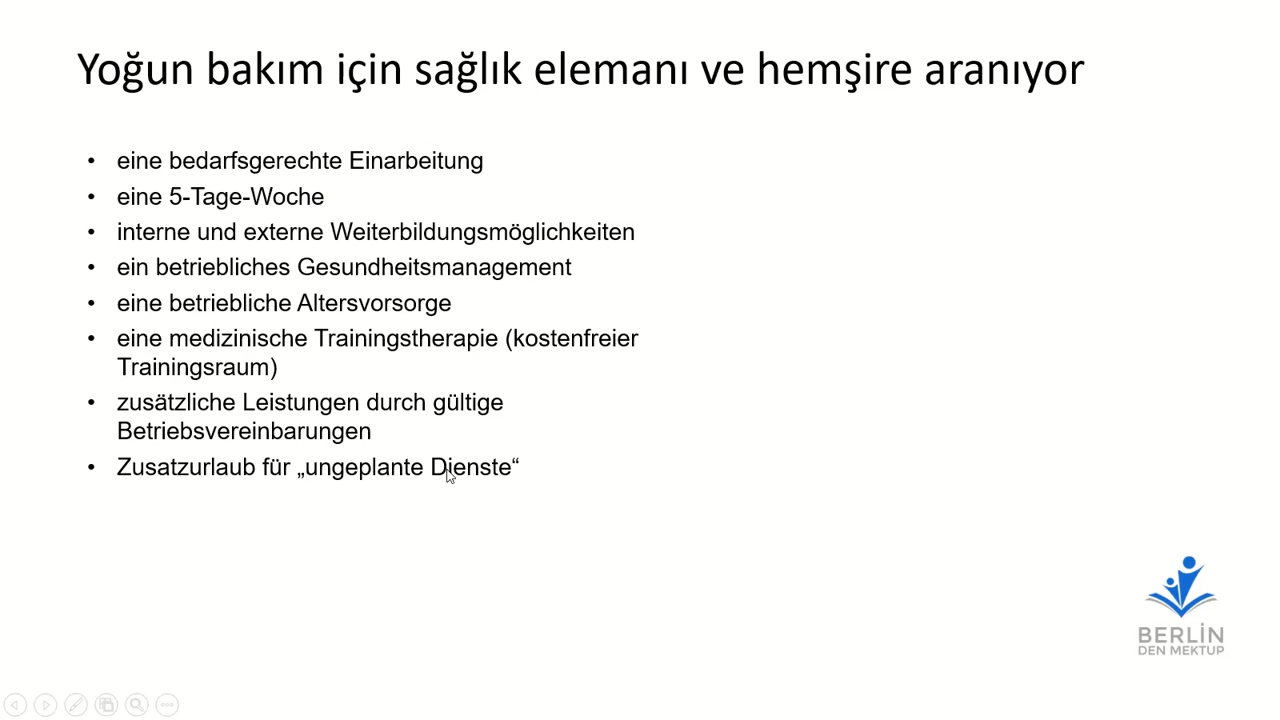 Yoğun bakım için sağlık elemanı ve hemşire aranıyor
• eine bedarfsgerechte Einarbeitung
• eine 5-Tage-Woche
• interne und externe Weiterbildungsmöglichkeiten
• ein betriebliches Gesundheitsmanagement
• eine betriebliche Altersvorsorge
• eine medizinische Trainingstherapie (kostenfreier
Trainingsraum)
• zusätzliche Leistungen durch gültige
Betriebsvereinbarungen
• Zusatzurlaub für „ungeplante Dienste“
BERLİN
DEN MEKTUP